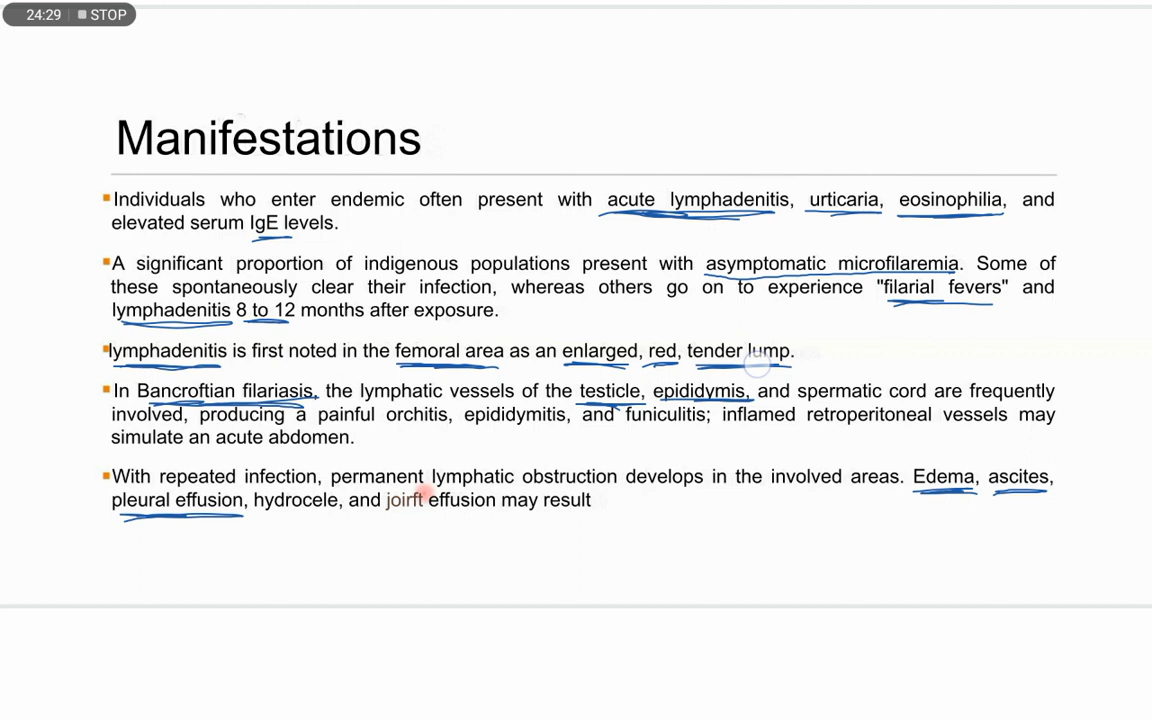 24:29 STOP
Manifestations
Individuals who enter endemic often present with acute lymphadenitis, urticaria, eosinophilia, and
elevated serum IgE levels.
A significant proportion of indigenous populations present with asymptomatic microfilaremia. Some of
these spontaneously clear their infection, whereas others go on to experience "filarial fevers" and
lymphadenitis 8 to 12 months after exposure.
lymphadenitis is first noted in the femoral area as an enlarged, red, tender lump.
In Bancroftian filariasis, the lymphatic vessels of the testicle, epididymis, and spermatic cord are frequently
involved, producing a painful orchitis, epididymitis, and funiculitis; inflamed retroperitoneal vessels may
simulate an acute abdomen.
With repeated infection, permanent lymphatic obstruction develops in the involved areas. Edema, ascites,
pleural effusion, hydrocele, and joirft effusion may result